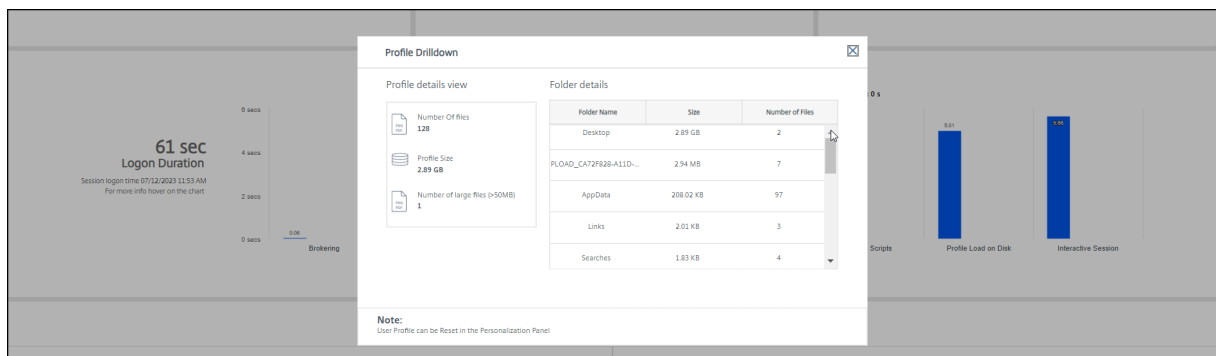 Profile Drilldown
Profile details view
Number Of files
128
Profile Size
2.89 GB
Number of large files (>50MB)
1
Folder details
Folder Name Size Number of Files
Desktop 2.89 GB 2
PLOAD_CA72F828-A11D-... 2.94 MB 7
AppData 208.02 KB 97
Links 2.01 KB 3
Searches 1.83 KB 4
Note:
User Profile can be Reset in the Personalization Panel
61 sec
Logon Duration
Session logon time 07/12/2023 11:53 AM
For more info hover on the chart
4 secs
2 secs
0 secs
0.06
Brokering
: 0 s
5.01
Scripts
Profile Load on Disk
Interactive Session